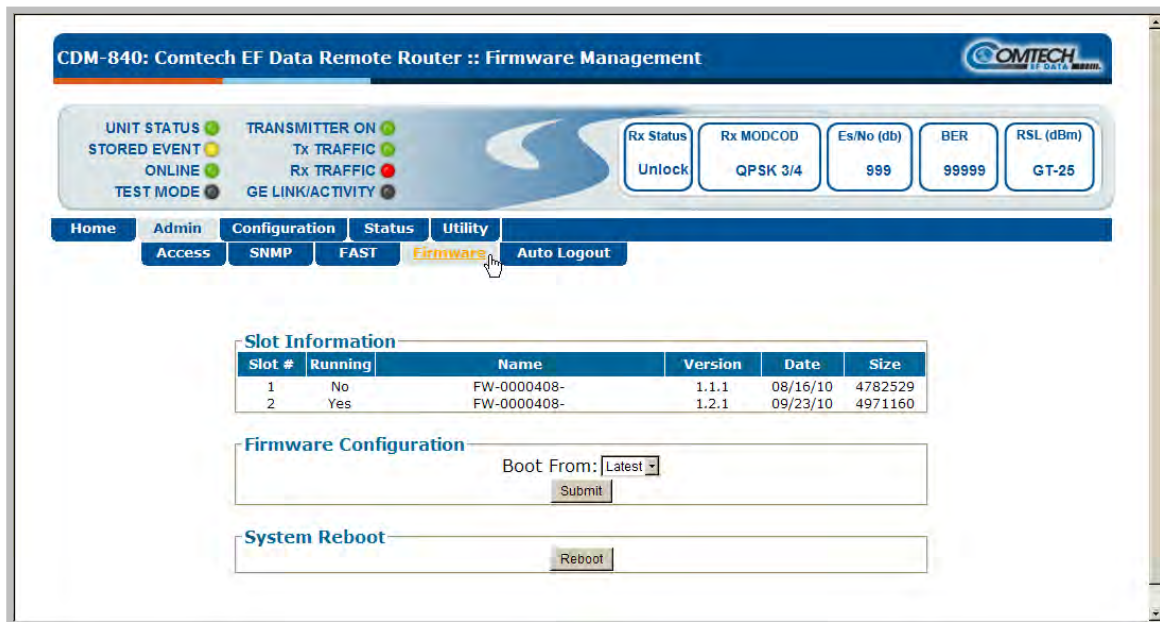 CDM-840: Comtech EF Data Remote Router :: Firmware Management
COMTECH
EF DATA
UNIT STATUS
TRANSMITTER ON
STORED EVENT
Tx TRAFFIC
ONLINE
Rx TRAFFIC
TEST MODE
GE LINK/ACTIVITY
Rx Status
Unlock
Rx MODCOD
QPSK 3/4
Es/No (db)
999
BER
99999
RSL (dBm)
GT-25
Home Admin Configuration Status Utility
Access SNMP FAST Firmware Auto Logout
Slot Information
Slot # Running Name Version Date Size
1 No FW-0000408- 1.1.1 08/16/10 4782529
2 Yes FW-0000408- 1.2.1 09/23/10 4971160
Firmware Configuration
Boot From: Latest
Submit
System Reboot
Reboot